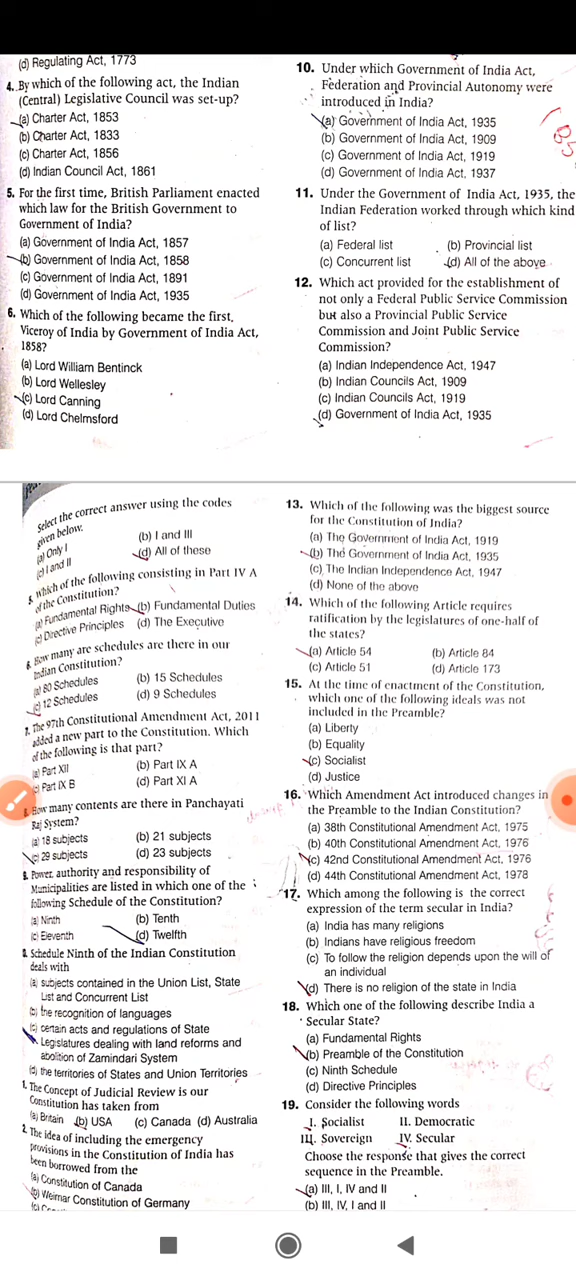 (d) Regulating Act, 1773
4. By which of the following act, the Indian
(Central) Legislative Council was set-up?
(a) Charter Act, 1853
(b) Charter Act, 1833
(c) Charter Act, 1856
(d) Indian Council Act, 1861
5. For the first time, British Parliament enacted
which law for the British Government to
Government of India?
(a) Government of India Act, 1857
(b) Government of India Act, 1858
(c) Government of India Act, 1891
(d) Government of India Act, 1935
6. Which of the following became the first,
Viceroy of India by Government of India Act,
1858?
(a) Lord William Bentinck
(b) Lord Wellesley
(c) Lord Canning
(d) Lord Chelmsford
10. Under which Government of India Act,
Federation and Provincial Autonomy were
introduced in India?
(a) Government of India Act, 1935
(b) Government of India Act, 1909
(c) Government of India Act, 1919
(d) Government of India Act, 1937
11. Under the Government of India Act, 1935, the
Indian Federation worked through which kind
of list?
(a) Federal list (b) Provincial list
(c) Concurrent list (d) All of the above
12. Which act provided for the establishment of
not only a Federal Public Service Commission
but also a Provincial Public Service
Commission and Joint Public Service
Commission?
(a) Indian Independence Act, 1947
(b) Indian Councils Act, 1909
(c) Indian Councils Act, 1919
(d) Government of India Act, 1935
Select the correct answer using the codes
given below.
(a) Only I (b) I and III
(c) I and II (d) All of these
5. Which of the following consisting in Part IV A
of the Constitution?
(a) Fundamental Rights (b) Fundamental Duties
(c) Directive Principles (d) The Executive
6. How many are schedules are there in our
Indian Constitution?
(a) 80 Schedules (b) 15 Schedules
(c) 12 Schedules (d) 9 Schedules
7. The 97th Constitutional Amendment Act, 2011
added a new part to the Constitution. Which
of the following is that part?
(a) Part XII (b) Part IX A
(c) Part IX B (d) Part XI A
How many contents are there in Panchayati
Raj System?
(a) 18 subjects (b) 21 subjects
(c) 29 subjects (d) 23 subjects
Power, authority and responsibility of
Municipalities are listed in which one of the
following Schedule of the Constitution?
(a) Ninth (b) Tenth
(c) Eleventh (d) Twelfth
Schedule Ninth of the Indian Constitution
deals with
(a) subjects contained in the Union List, State
List and Concurrent List
(b) the recognition of languages
(c) certain acts and regulations of State
Legislatures dealing with land reforms and
abolition of Zamindari System
(d) the territories of States and Union Territories
1. The Concept of Judicial Review is our
Constitution has taken from
(a) Britain (b) USA (c) Canada (d) Australia
2. The idea of including the emergency
provisions in the Constitution of India has
been borrowed from the
(a) Constitution of Canada
(b) Weimar Constitution of Germany
13. Which of the following was the biggest source
for the Constitution of India?
(a) The Government of India Act, 1919
(b) The Government of India Act, 1935
(c) The Indian Independence Act, 1947
(d) None of the above
14. Which of the following Article requires
ratification by the legislatures of one-half of
the states?
(a) Article 54 (b) Article 84
(c) Article 51 (d) Article 173
15. At the time of enactment of the Constitution,
which one of the following ideals was not
included in the Preamble?
(a) Liberty
(b) Equality
(c) Socialist
(d) Justice
16. Which Amendment Act introduced changes in
the Preamble to the Indian Constitution?
(a) 38th Constitutional Amendment Act, 1975
(b) 40th Constitutional Amendment Act, 1976
(c) 42nd Constitutional Amendment Act, 1976
(d) 44th Constitutional Amendment Act, 1978
17. Which among the following is the correct
expression of the term secular in India?
(a) India has many religions
(b) Indians have religious freedom
(c) To follow the religion depends upon the will of
an individual
(d) There is no religion of the state in India
18. Which one of the following describe India a
Secular State?
(a) Fundamental Rights
(b) Preamble of the Constitution
(c) Ninth Schedule
(d) Directive Principles
19. Consider the following words
I. Socialist II. Democratic
III. Sovereign IV. Secular
Choose the response that gives the correct
sequence in the Preamble.
(a) III, I, IV and II
(b) III, IV, I and II